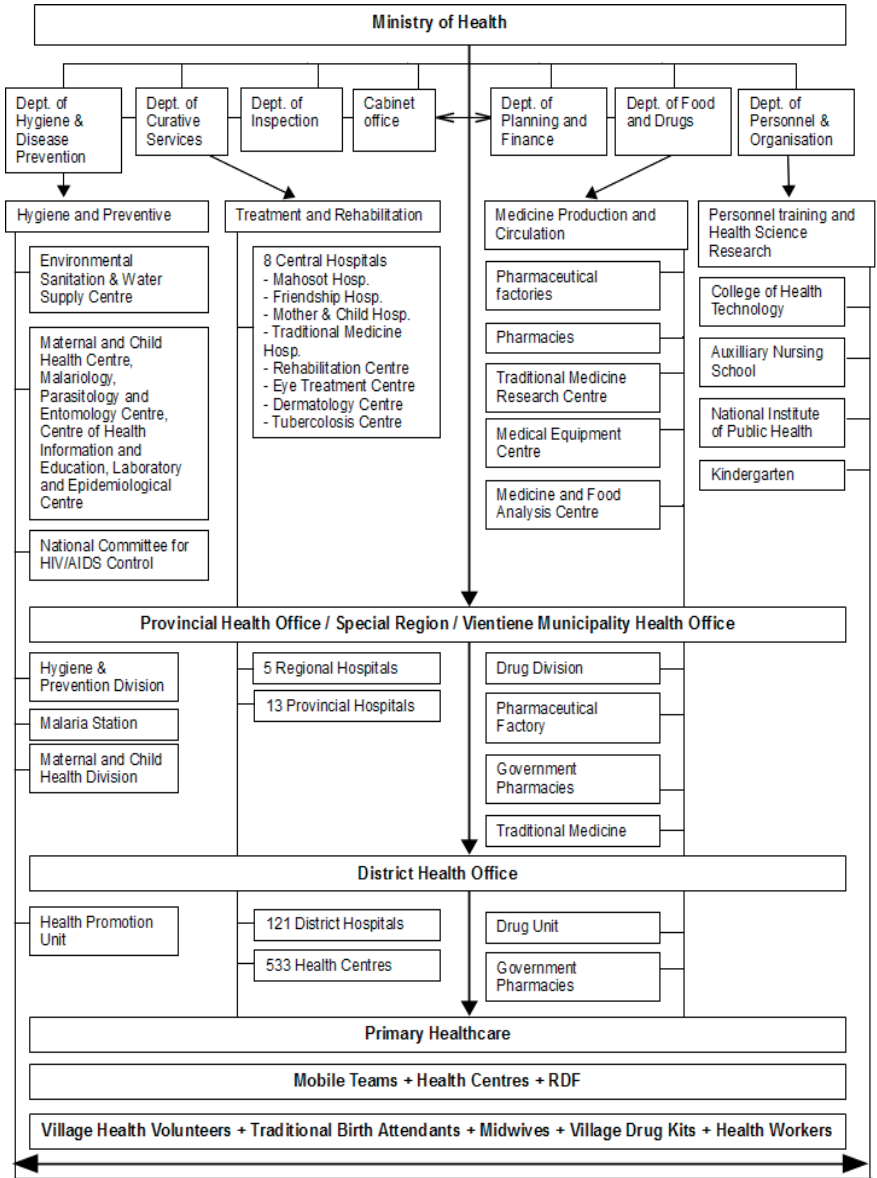 Ministry of Health
Dept. of
Hygiene &
Disease
Prevention
Dept. of
Curative
Services
Dept. of
Inspection
Cabinet
office
Dept. of
Planning and
Finance
Dept. of Food
and Drugs
Dept. of
Personnel &
Organisation
Hygiene and Preventive
Treatment and Rehabilitation
Medicine Production and
Circulation
Personnel training and
Health Science
Research
Environmental
Sanitation & Water
Supply Centre
Maternal and Child
Health Centre,
Malariology,
Parasitology and
Entomology Centre,
Centre of Health
Information and
Education, Laboratory
and Epidemiological
Centre
National Committee for
HIV/AIDS Control
8 Central Hospitals
- Mahosot Hosp.
- Friendship Hosp.
- Mother & Child Hosp.
- Traditional Medicine
Hosp.
- Rehabilitation Centre
- Eye Treatment Centre
- Dermatology Centre
- Tubercolosis Centre
Pharmaceutical
factories
Pharmacies
Traditional Medicine
Research Centre
Medical Equipment
Centre
Medicine and Food
Analysis Centre
College of Health
Technology
Auxilliary Nursing
School
National Institute
of Public Health
Kindergarten
Provincial Health Office / Special Region / Vientiene Municipality Health Office
Hygiene &
Prevention Division
Malaria Station
Maternal and Child
Health Division
5 Regional Hospitals
13 Provincial Hospitals
Drug Division
Pharmaceutical
Factory
Government
Pharmacies
Traditional Medicine
District Health Office
Health Promotion
Unit
121 District Hospitals
533 Health Centres
Drug Unit
Government
Pharmacies
Primary Healthcare
Mobile Teams + Health Centres + RDF
Village Health Volunteers + Traditional Birth Attendants + Midwives + Village Drug Kits + Health Workers